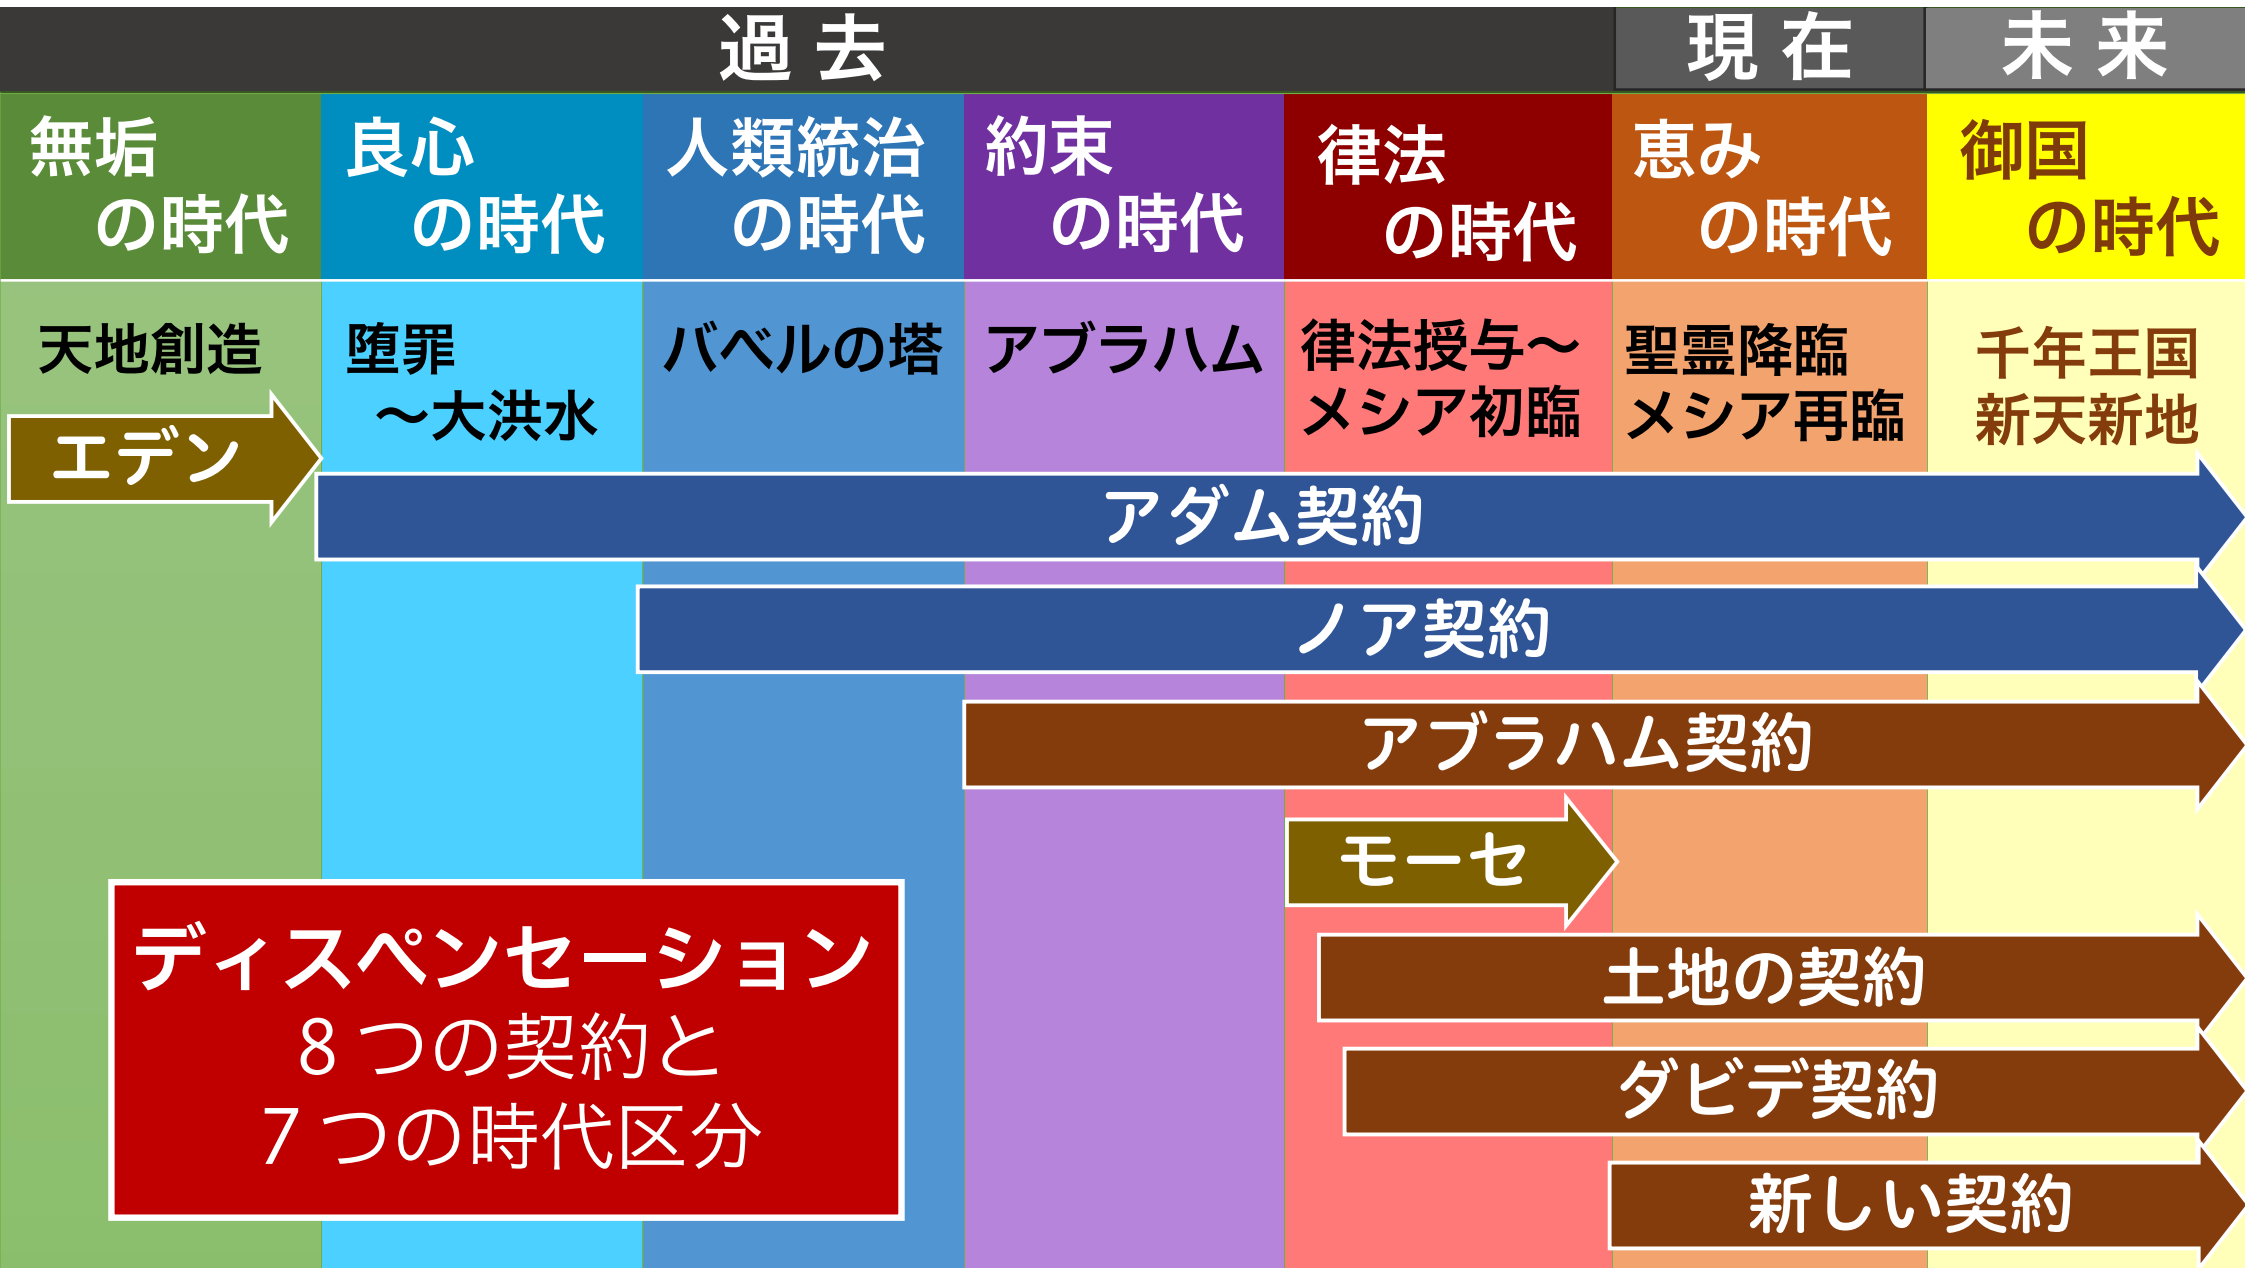 過去
現在
未来
無垢
の時代
良心
の時代
人類統治
の時代
約束
の時代
律法
の時代
恵み
の時代
御国
の時代
天地創造
堕罪
～大洪水
バベルの塔
アブラハム
律法授与～
メシア初臨
聖霊降臨
メシア再臨
千年王国
新天新地
エデン
アダム契約
ノア契約
アブラハム契約
モーセ
土地の契約
ダビデ契約
新しい契約
ディスペンセーション
8つの契約と
7つの時代区分